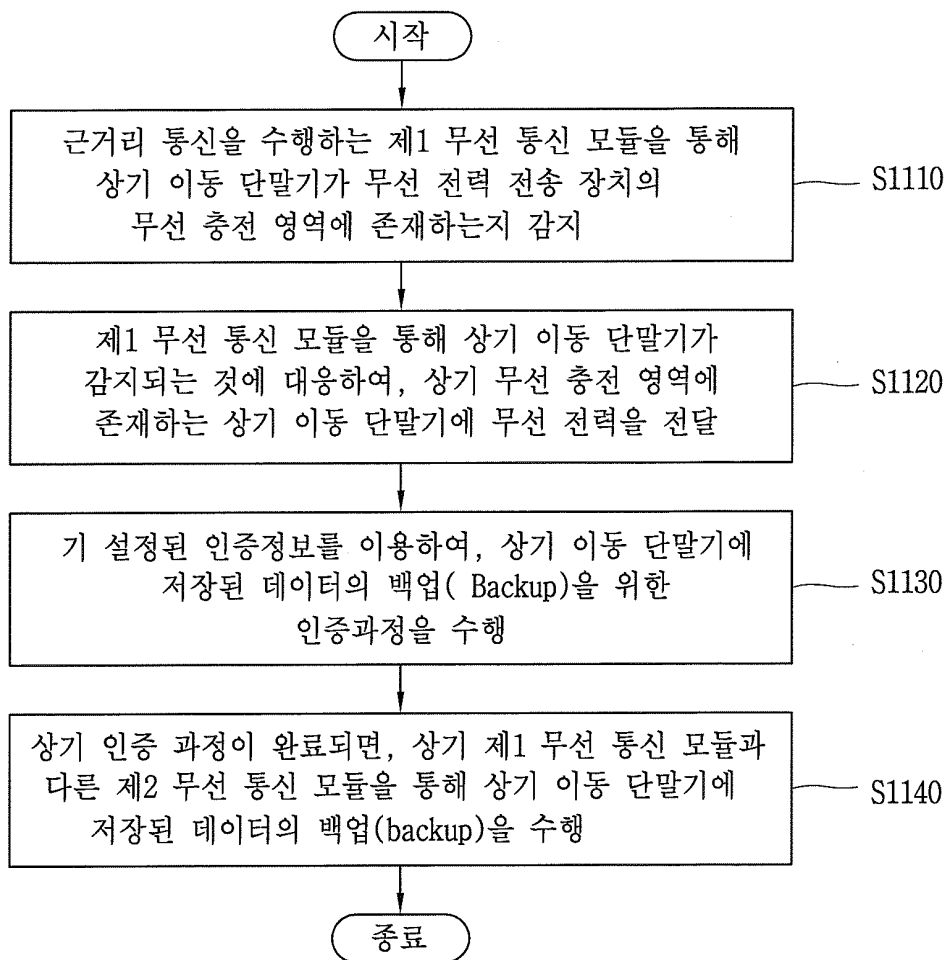 시작
근거리 통신을 수행하는 제1 무선 통신 모듈을 통해
상기 이동 단말기가 무선 전력 전송 장치의
무선 충전 영역에 존재하는지 감지
S1110
제1 무선 통신 모듈을 통해 상기 이동 단말기가
감지되는 것에 대응하여, 상기 무선 충전 영역에
존재하는 상기 이동 단말기에 무선 전력을 전달
S1120
기 설정된 인증정보를 이용하여, 상기 이동 단말기에
저장된 데이터의 백업( Backup)을 위한
인증과정을 수행
S1130
상기 인증 과정이 완료되면, 상기 제1 무선 통신 모듈과
다른 제2 무선 통신 모듈을 통해 상기 이동 단말기에
저장된 데이터의 백업(backup)을 수행
S1140
종료